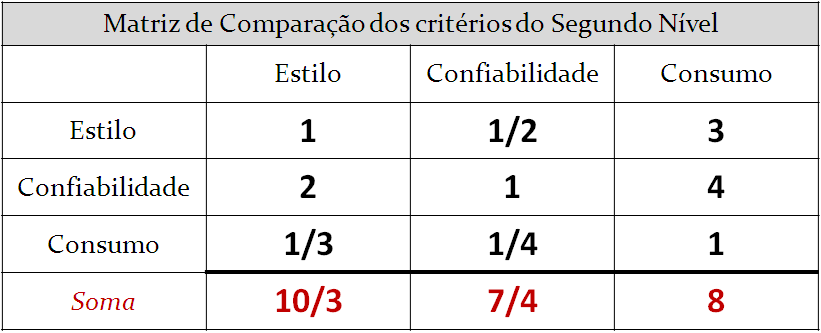 Matriz de Comparação dos critérios do Segundo Nível
Estilo Confiabilidade Consumo
Estilo 1 1/2 3
Confiabilidade 2 1 4
Consumo 1/3 1/4 1
Soma 10/3 7/4 8